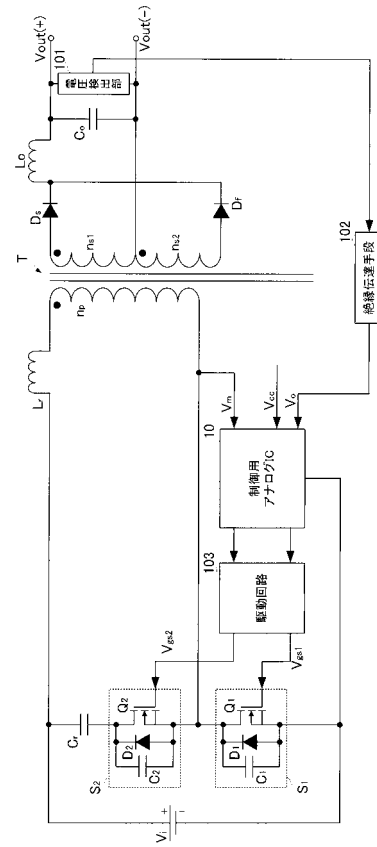 Vi
+
−
Cr
S2
C2
D2
Q2
S1
C1
D1
Q1
Vgs2
Vgs1
103
駆動回路
10
制御用
アナログIC
Vm
Vcc
Vo
Lr
T
np
ns1
ns2
Ds
Df
Lo
Co
101
電圧検出部
Vout(+)
Vout(−)
102
絶縁伝達手段